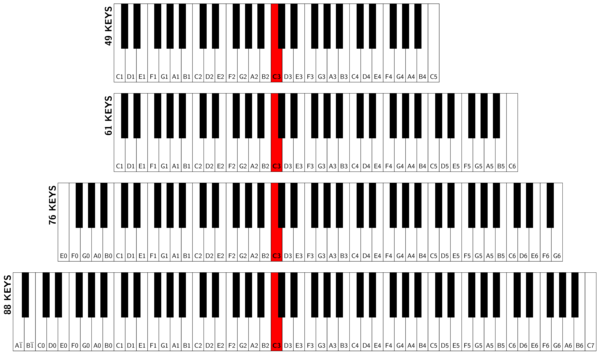 49 KEYS
C1 D1 E1 F1 G1 A1 B1 C2 D2 E2 F2 G2 A2 B2 C3 D3 E3 F3 G3 A3 B3 C4 D4 E4 F4 G4 A4 B4 C5
61 KEYS
C1 D1 E1 F1 G1 A1 B1 C2 D2 E2 F2 G2 A2 B2 C3 D3 E3 F3 G3 A3 B3 C4 D4 E4 F4 G4 A4 B4 C5 D5 E5 F5 G5 A5 B5 C6
76 KEYS
E0 F0 G0 A0 B0 C1 D1 E1 F1 G1 A1 B1 C2 D2 E2 F2 G2 A2 B2 C3 D3 E3 F3 G3 A3 B3 C4 D4 E4 F4 G4 A4 B4 C5 D5 E5 F5 G5 A5 B5 C6 D6 E6 F6 G6
88 KEYS
C0 D0 E0 F0 G0 A0 B0 C1 D1 E1 F1 G1 A1 B1 C2 D2 E2 F2 G2 A2 B2 C3 D3 E3 F3 G3 A3 B3 C4 D4 E4 F4 G4 A4 B4 C5 D5 E5 F5 G5 A5 B5 C6 D6 E6 F6 G6 A6 B6 C7